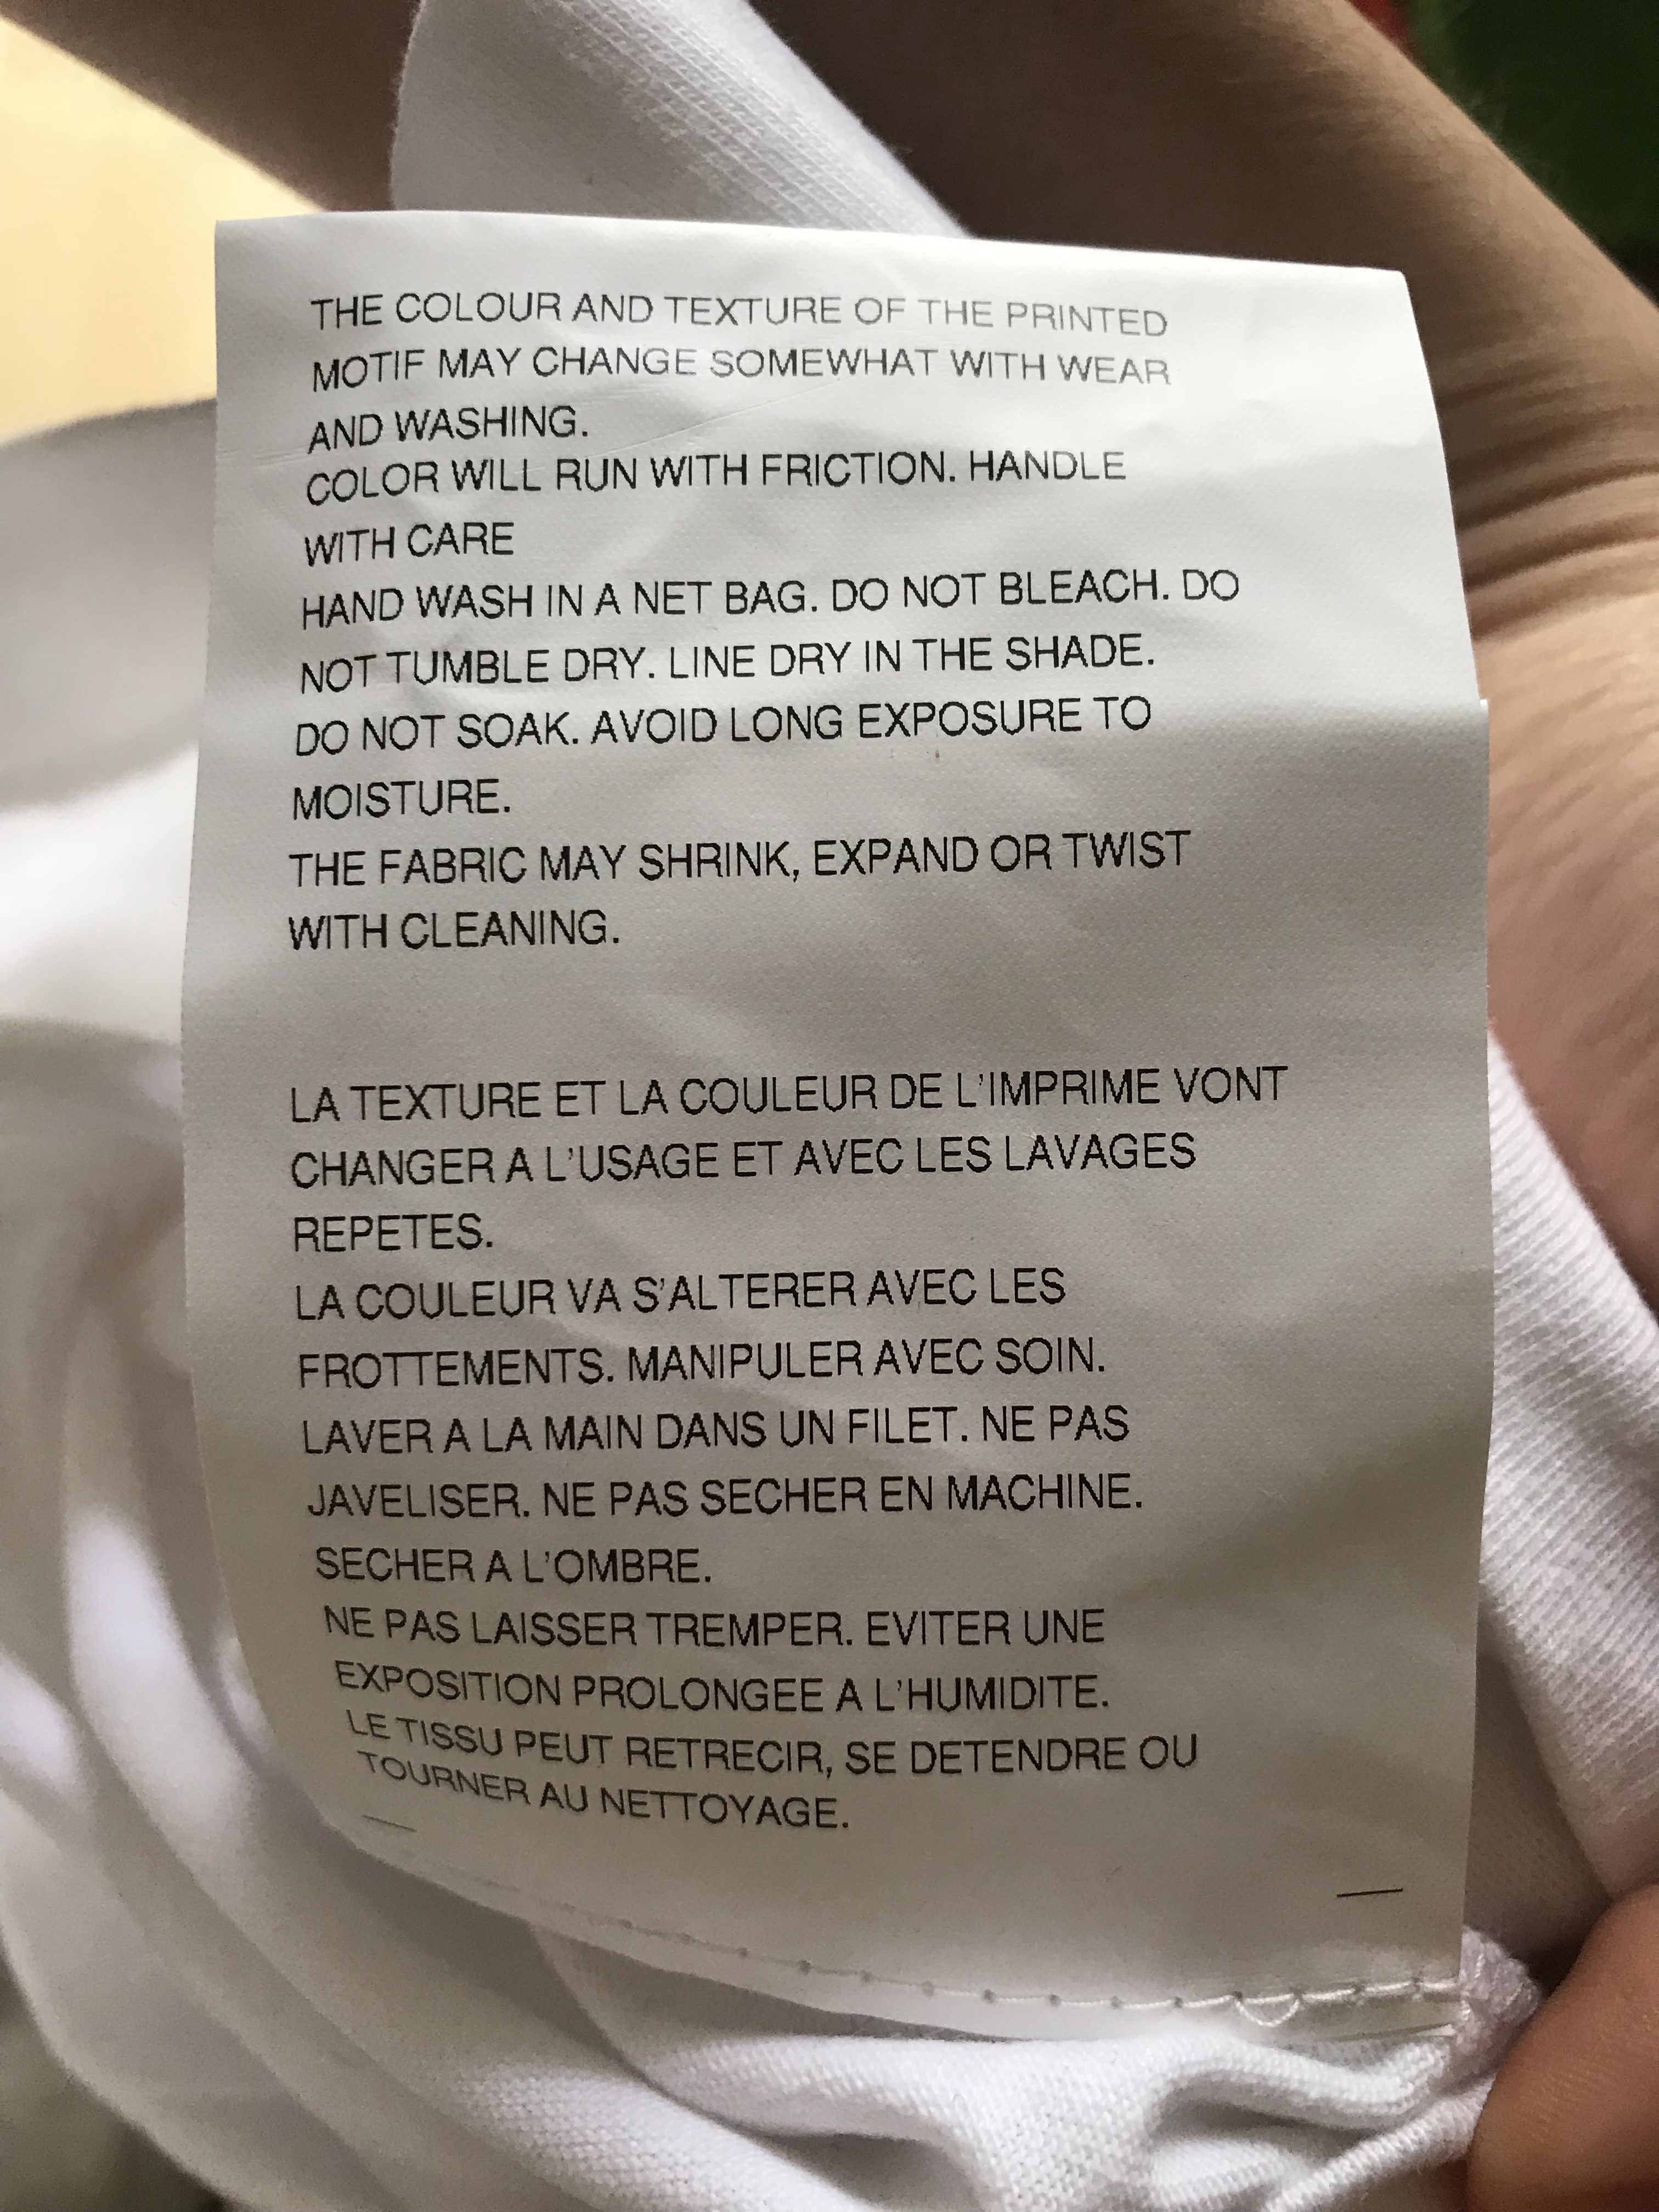 THE COLOUR AND TEXTURE OF THE PRINTED
MOTIF MAY CHANGE SOMEWHAT WITH WEAR
AND WASHING.
COLOR WILL RUN WITH FRICTION. HANDLE
WITH CARE
HAND WASH IN A NET BAG. DO NOT BLEACH. DO
NOT TUMBLE DRY. LINE DRY IN THE SHADE.
DO NOT SOAK. AVOID LONG EXPOSURE TO
MOISTURE.
THE FABRIC MAY SHRINK, EXPAND OR TWIST
WITH CLEANING.
LA TEXTURE ET LA COULEUR DE L'IMPRIME VONT
CHANGER A L'USAGE ET AVEC LES LAVAGES
REPETES.
LA COULEUR VA S'ALTERER AVEC LES
FROTTEMENTS. MANIPULER AVEC SOIN.
LAVER A LA MAIN DANS UN FILET. NE PAS
JAVELISER. NE PAS SECHER EN MACHINE.
SECHER A L'OMBRE.
NE PAS LAISSER TREMPER. EVITER UNE
EXPOSITION PROLONGEE A L'HUMIDITE.
LE TISSU PEUT RETRECIR, SE DETENDRE OU
TOURNER AU NETTOYAGE.